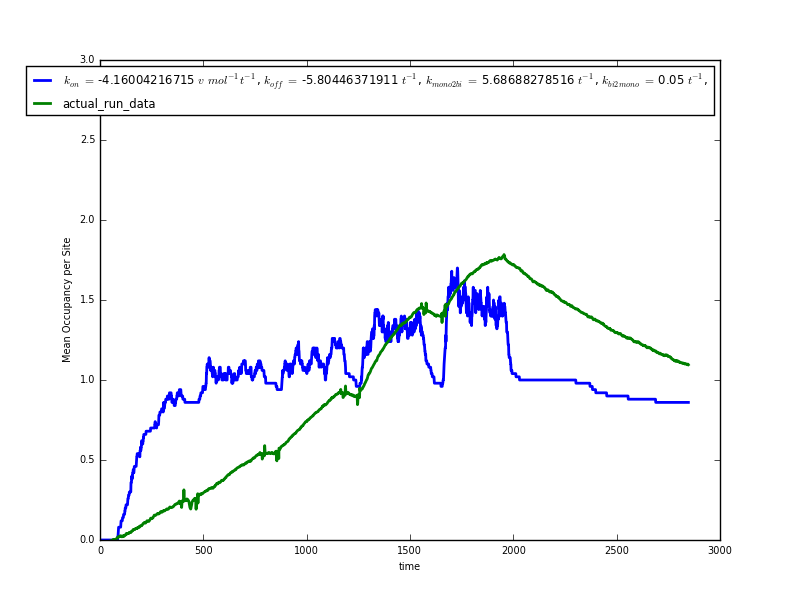 3.0
k_on = -4.16004216715 v mol^-1 t^-1, k_off = -5.80446371911 t^-1, k_mono2bi = 5.68688278516 t^-1, k_bi2mono = 0.05 t^-1,
actual_run_data
2.5
2.0
1.5
1.0
0.5
0.0
Mean Occupancy per Site
0 500 1000 1500 2000 2500 3000
time